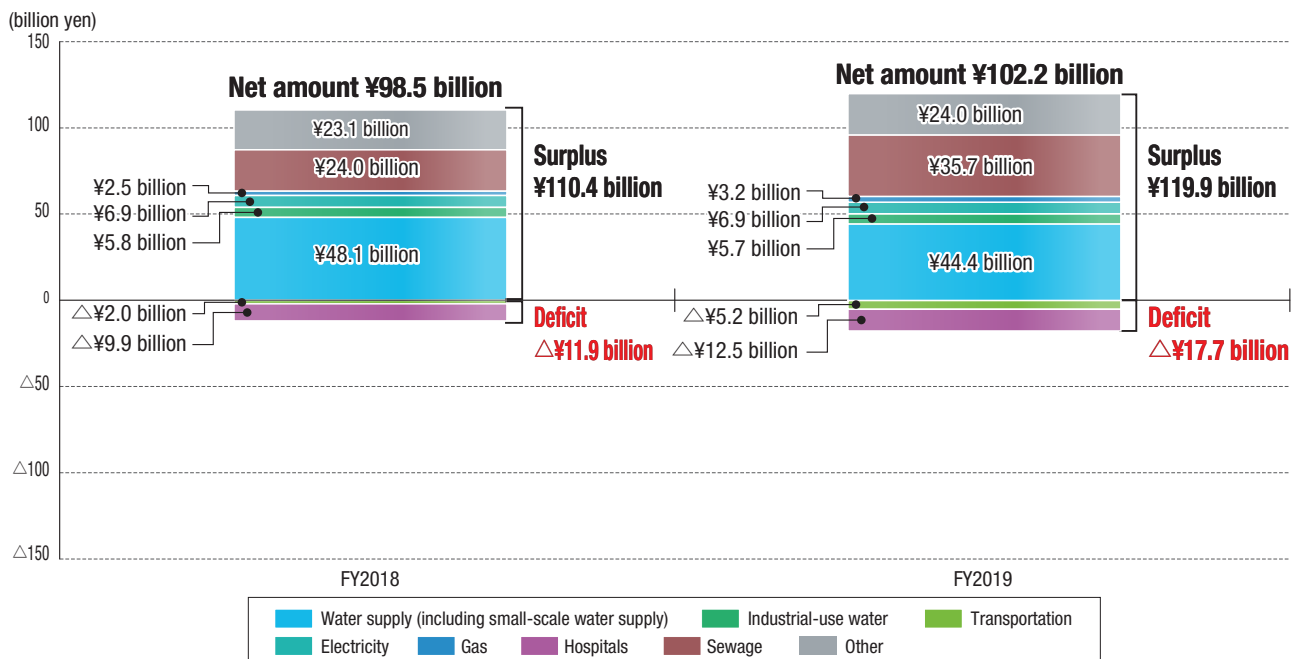 (billion yen)
150
100
50
0
△50
△100
△150
Net amount ¥98.5 billion
¥23.1 billion
¥24.0 billion
¥2.5 billion
¥6.9 billion
¥5.8 billion
¥48.1 billion
△¥2.0 billion
△¥9.9 billion
Surplus
¥110.4 billion
Deficit
△¥11.9 billion
FY2018
Net amount ¥102.2 billion
¥24.0 billion
¥35.7 billion
¥3.2 billion
¥6.9 billion
¥5.7 billion
¥44.4 billion
△¥5.2 billion
△¥12.5 billion
Surplus
¥119.9 billion
Deficit
△¥17.7 billion
FY2019
Water supply (including small-scale water supply) Industrial-use water Transportation
Electricity Gas Hospitals Sewage Other